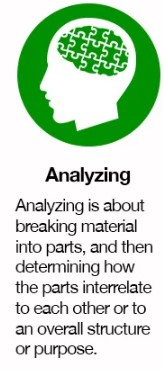 Analyzing
Analyzing is about
breaking material
into parts, and then
determining how
the parts interrelate
to each other or to
an overall structure
or purpose.